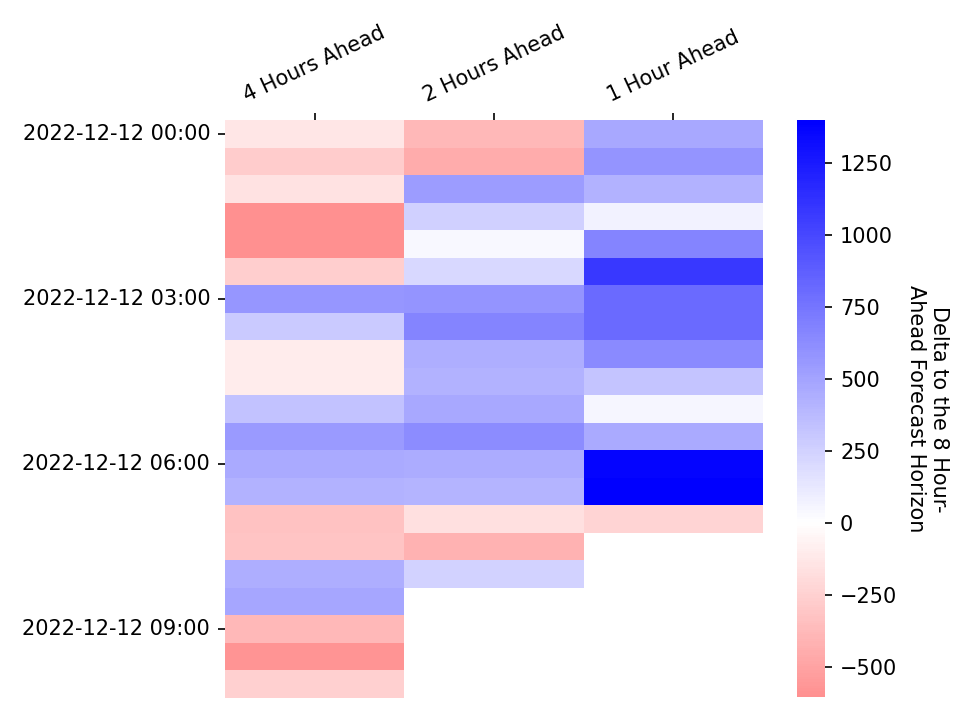 4 Hours Ahead
2 Hours Ahead
1 Hour Ahead
2022-12-12 00:00
2022-12-12 03:00
2022-12-12 06:00
2022-12-12 09:00
1250
1000
750
500
250
0
−250
−500
Delta to the 8 Hour-
Ahead Forecast Horizon